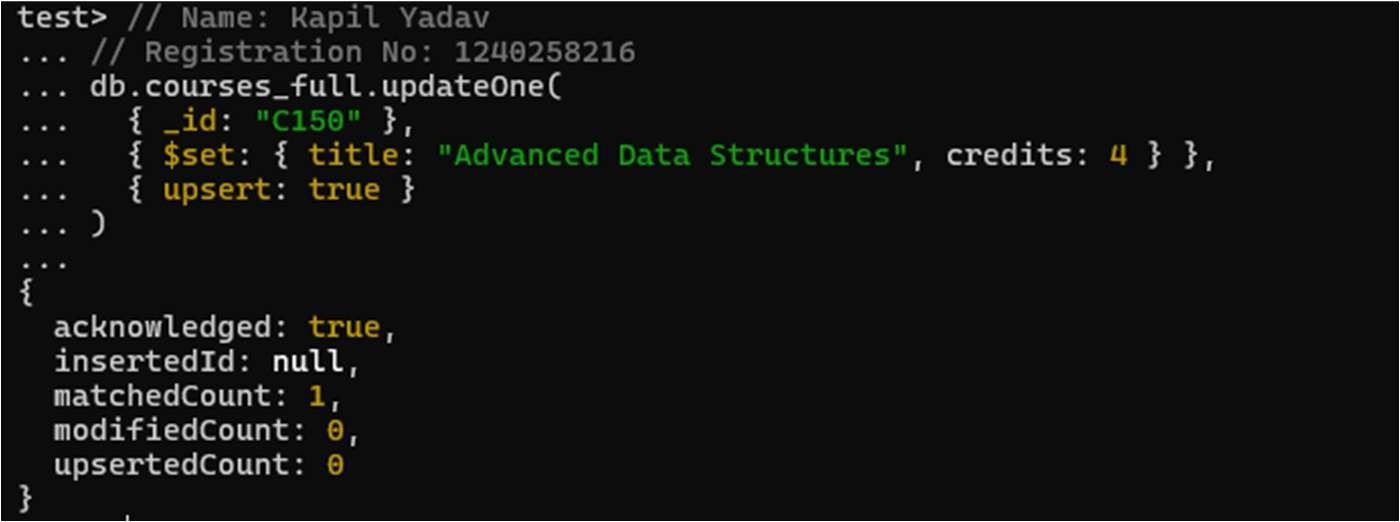 test> // Name: Kapil Yadav
... // Registration No: 1240258216
... db.courses_full.updateOne(
...   { _id: "C150" },
...   { $set: { title: "Advanced Data Structures", credits: 4 } },
...   { upsert: true }
... )
...
{
  acknowledged: true,
  insertedId: null,
  matchedCount: 1,
  modifiedCount: 0,
  upsertedCount: 0
}